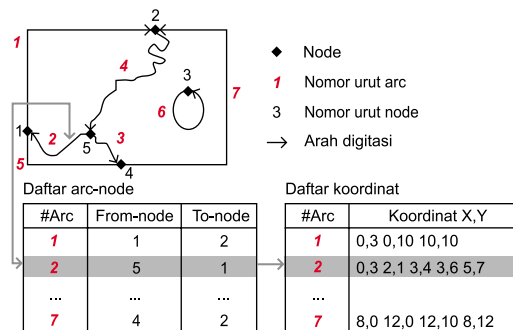 2
1
4
3
7
6
1
2
3
5
5
4
Node
1 Nomor urut arc
3 Nomor urut node
Arah digitasi
Daftar arc-node
#Arc From-node To-node
1 1 2
2 5 1
... ... ...
7 4 2
Daftar koordinat
#Arc Koordinat X,Y
1 0,3 0,10 10,10
2 0,3 2,1 3,4 3,6 5,7
...
7 8,0 12,0 12,10 8,12